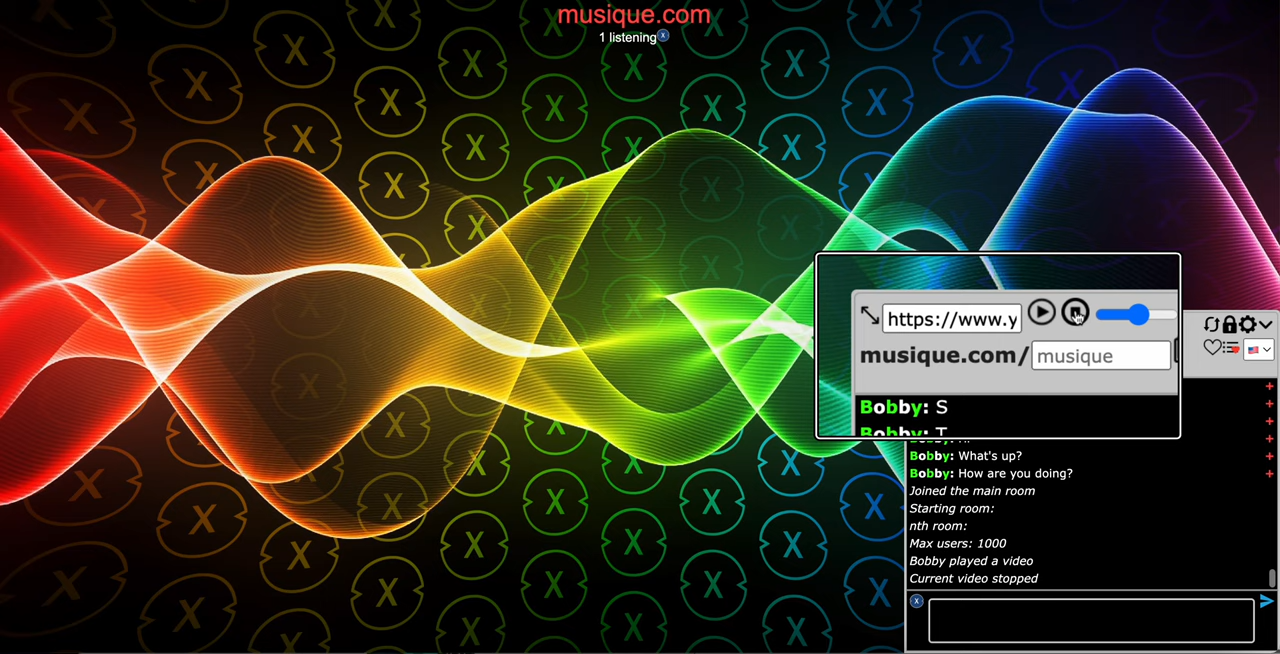 musique.com
1 listening
https://www.y
musique.com/ musique
Bobby: S
Bobby: T
Bobby: What's up?
Bobby: How are you doing?
Joined the main room
Starting room:
nth room:
Max users: 1000
Bobby played a video
Current video stopped